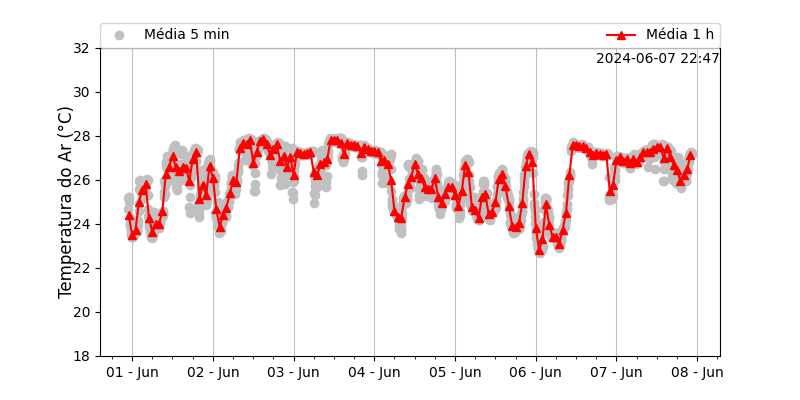 Média 5 min
Média 1 h
2024-06-07 22:47
Temperatura do Ar (°C)
32
30
28
26
24
22
20
18
01 - Jun
02 - Jun
03 - Jun
04 - Jun
05 - Jun
06 - Jun
07 - Jun
08 - Jun